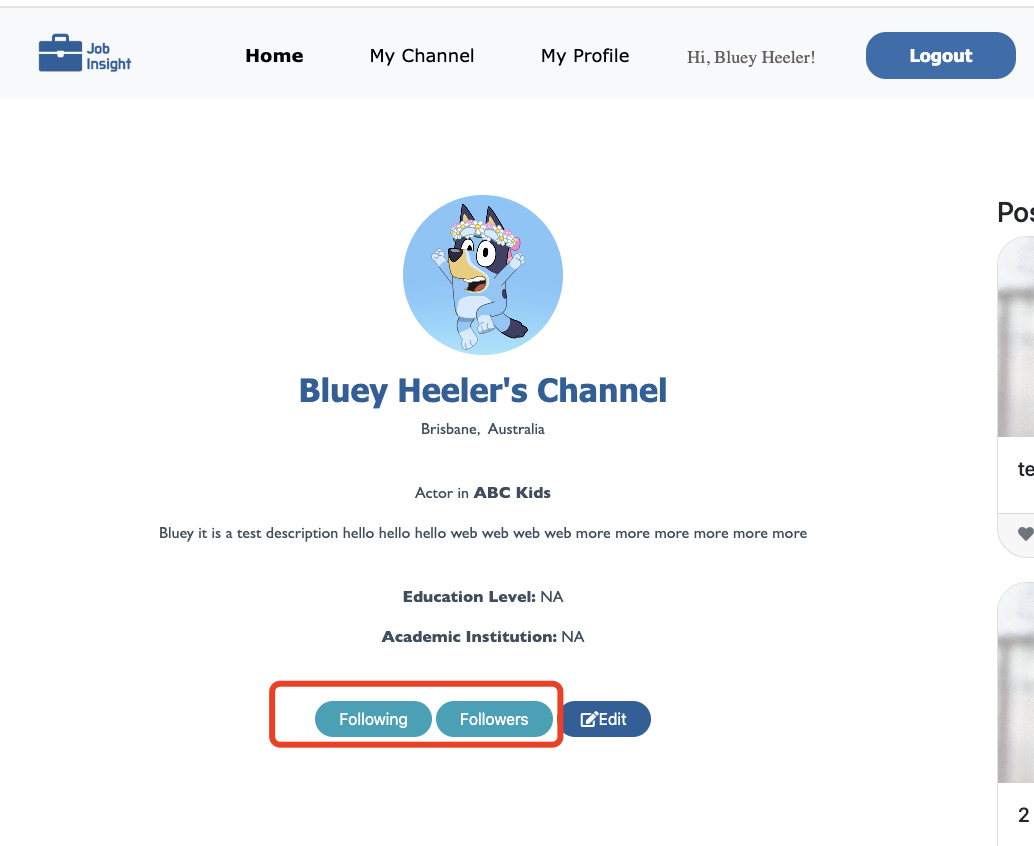 Job
Insight
Home
My Channel
My Profile
Hi, Bluey Heeler!
Logout
Bluey Heeler's Channel
Brisbane, Australia
Actor in ABC Kids
Bluey it is a test description hello hello hello web web web web more more more more more more
Education Level: NA
Academic Institution: NA
Following
Followers
Edit
Pos
te
2